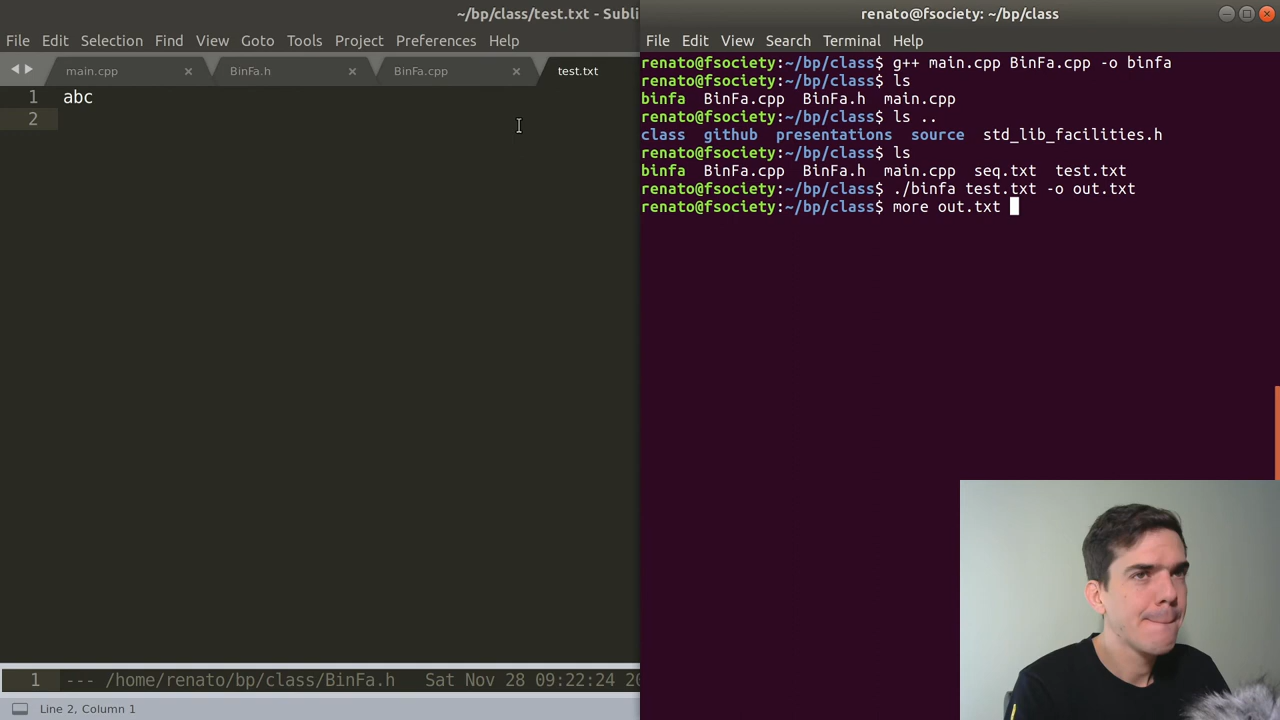 ~/bp/class/test.txt - Subli
File Edit Selection Find View Goto Tools Project Preferences Help
main.cpp × BinFa.h × BinFa.cpp × test.txt
1 abc
2
1 --- /home/renato/bp/class/BinFa.h Sat Nov 28 09:22:24 20
Line 2, Column 1
renato@fsociety: ~/bp/class
File Edit View Search Terminal Help
renato@fsociety:~/bp/class$ g++ main.cpp BinFa.cpp -o binfa
renato@fsociety:~/bp/class$ ls
binfa BinFa.cpp BinFa.h main.cpp
renato@fsociety:~/bp/class$ ls ..
class github presentations source std_lib_facilities.h
renato@fsociety:~/bp/class$ ls
binfa BinFa.cpp BinFa.h main.cpp seq.txt test.txt
renato@fsociety:~/bp/class$ ./binfa test.txt -o out.txt
renato@fsociety:~/bp/class$ more out.txt